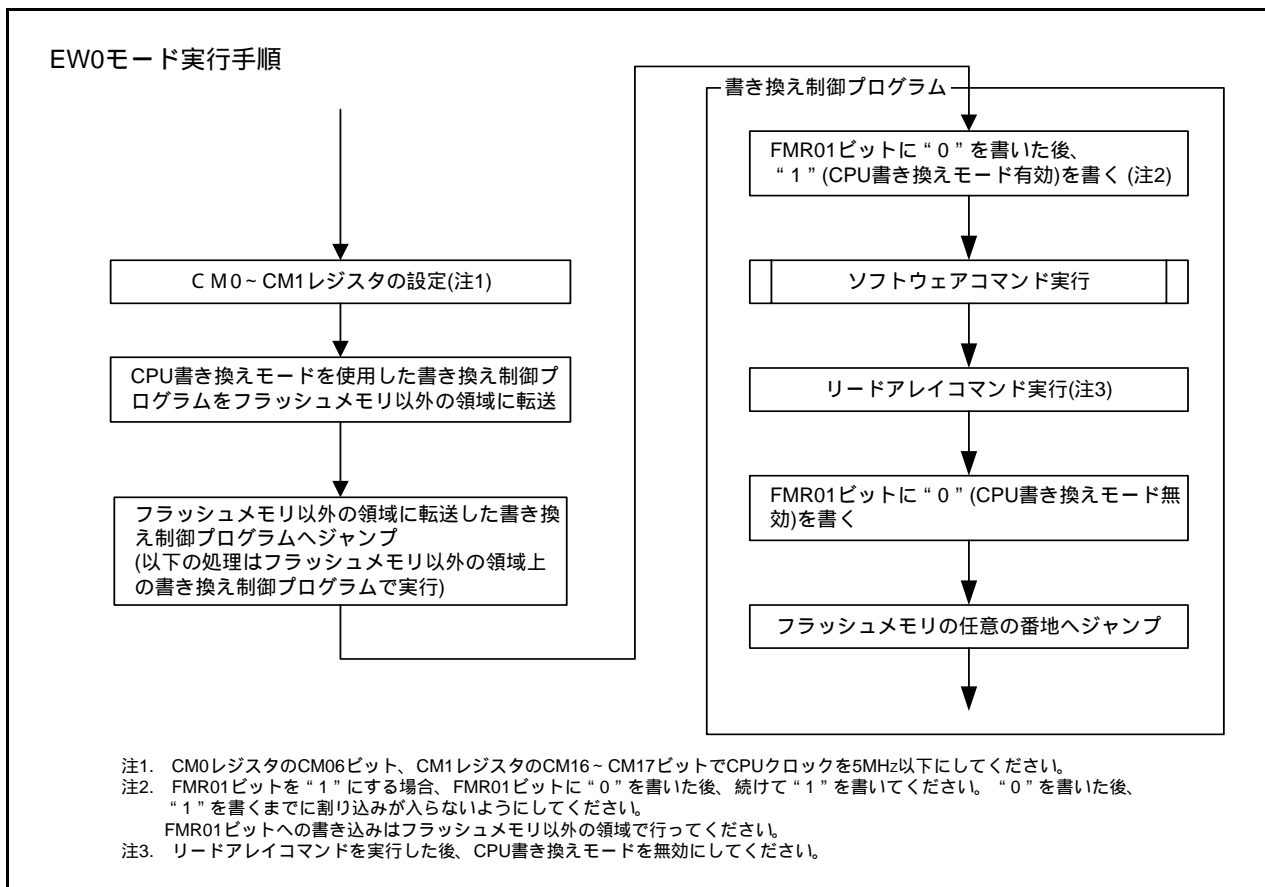 EW0モード実行手順
CM0~CM1レジスタの設定(注1)
CPU書き換えモードを使用した書き換え制御プ
ログラムをフラッシュメモリ以外の領域に転送
フラッシュメモリ以外の領域に転送した書き換
え制御プログラムへジャンプ
(以下の処理はフラッシュメモリ以外の領域上
の書き換え制御プログラムで実行)
書き換え制御プログラム
FMR01ビットに“0”を書いた後、
“1”(CPU書き換えモード有効)を書く (注2)
ソフトウェアコマンド実行
リードアレイコマンド実行(注3)
FMR01ビットに“0”(CPU書き換えモード無
効)を書く
フラッシュメモリの任意の番地へジャンプ
注1. CM0レジスタのCM06ビット、CM1レジスタのCM16~CM17ビットでCPUクロックを5MHz以下にしてください。
注2. FMR01ビットを“1”にする場合、FMR01ビットに“0”を書いた後、続けて“1”を書いてください。“0”を書いた後、
“1”を書くまでに割り込みが入らないようにしてください。
FMR01ビットへの書き込みはフラッシュメモリ以外の領域で行ってください。
注3. リードアレイコマンドを実行した後、CPU書き換えモードを無効にしてください。